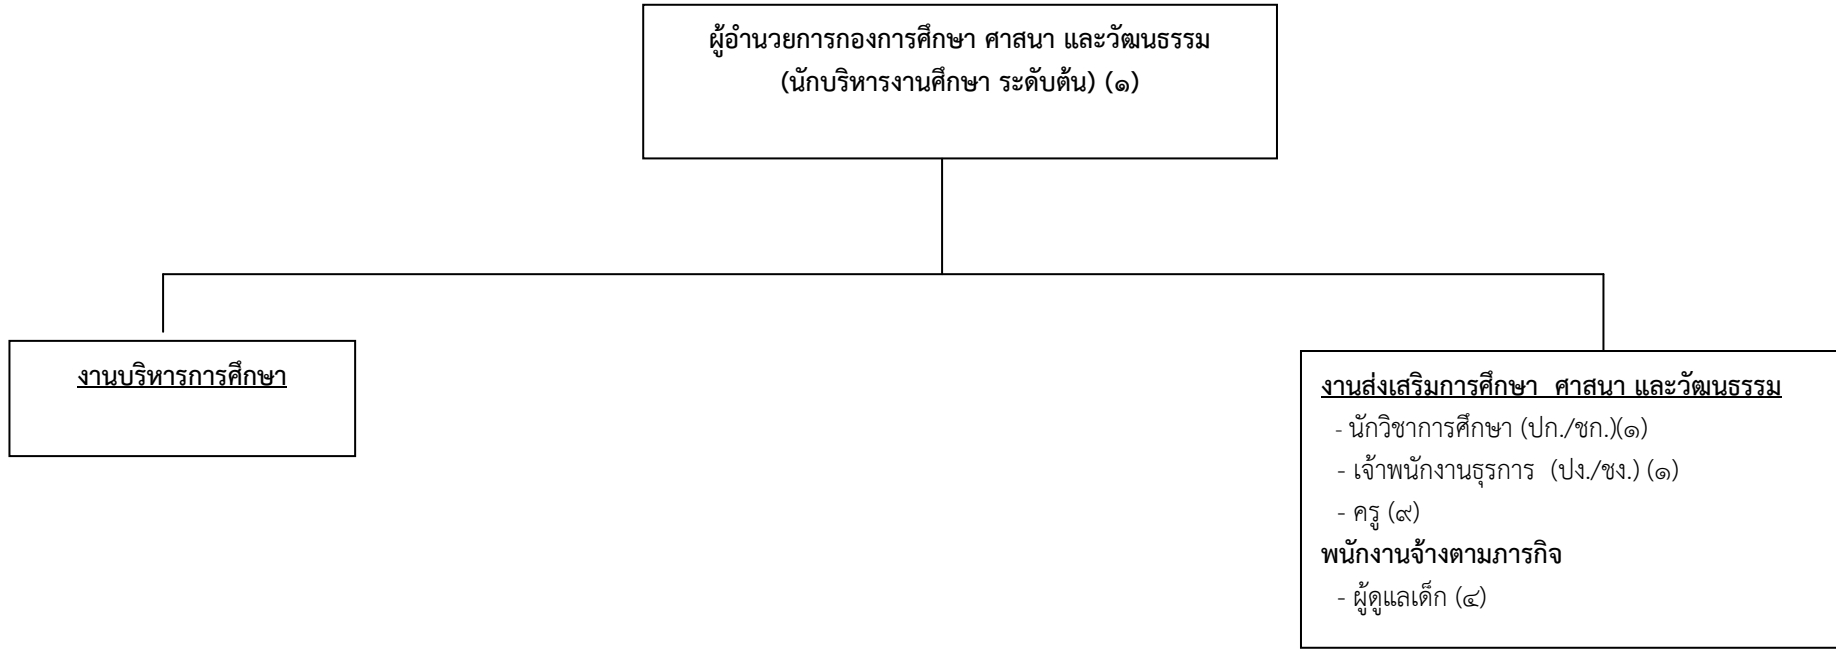 ผู้อำนวยการกองการศึกษา ศาสนา และวัฒนธรรม
(นักบริหารงานศึกษา ระดับต้น) (๑)
งานบริหารการศึกษา
งานส่งเสริมการศึกษา ศาสนา และวัฒนธรรม
- นักวิชาการศึกษา (ปก./ชก.)(๑)
- เจ้าพนักงานธุรการ (ปง./ชง.) (๑)
- ครู (๙)
พนักงานจ้างตามภารกิจ
- ผู้ดูแลเด็ก (๔)